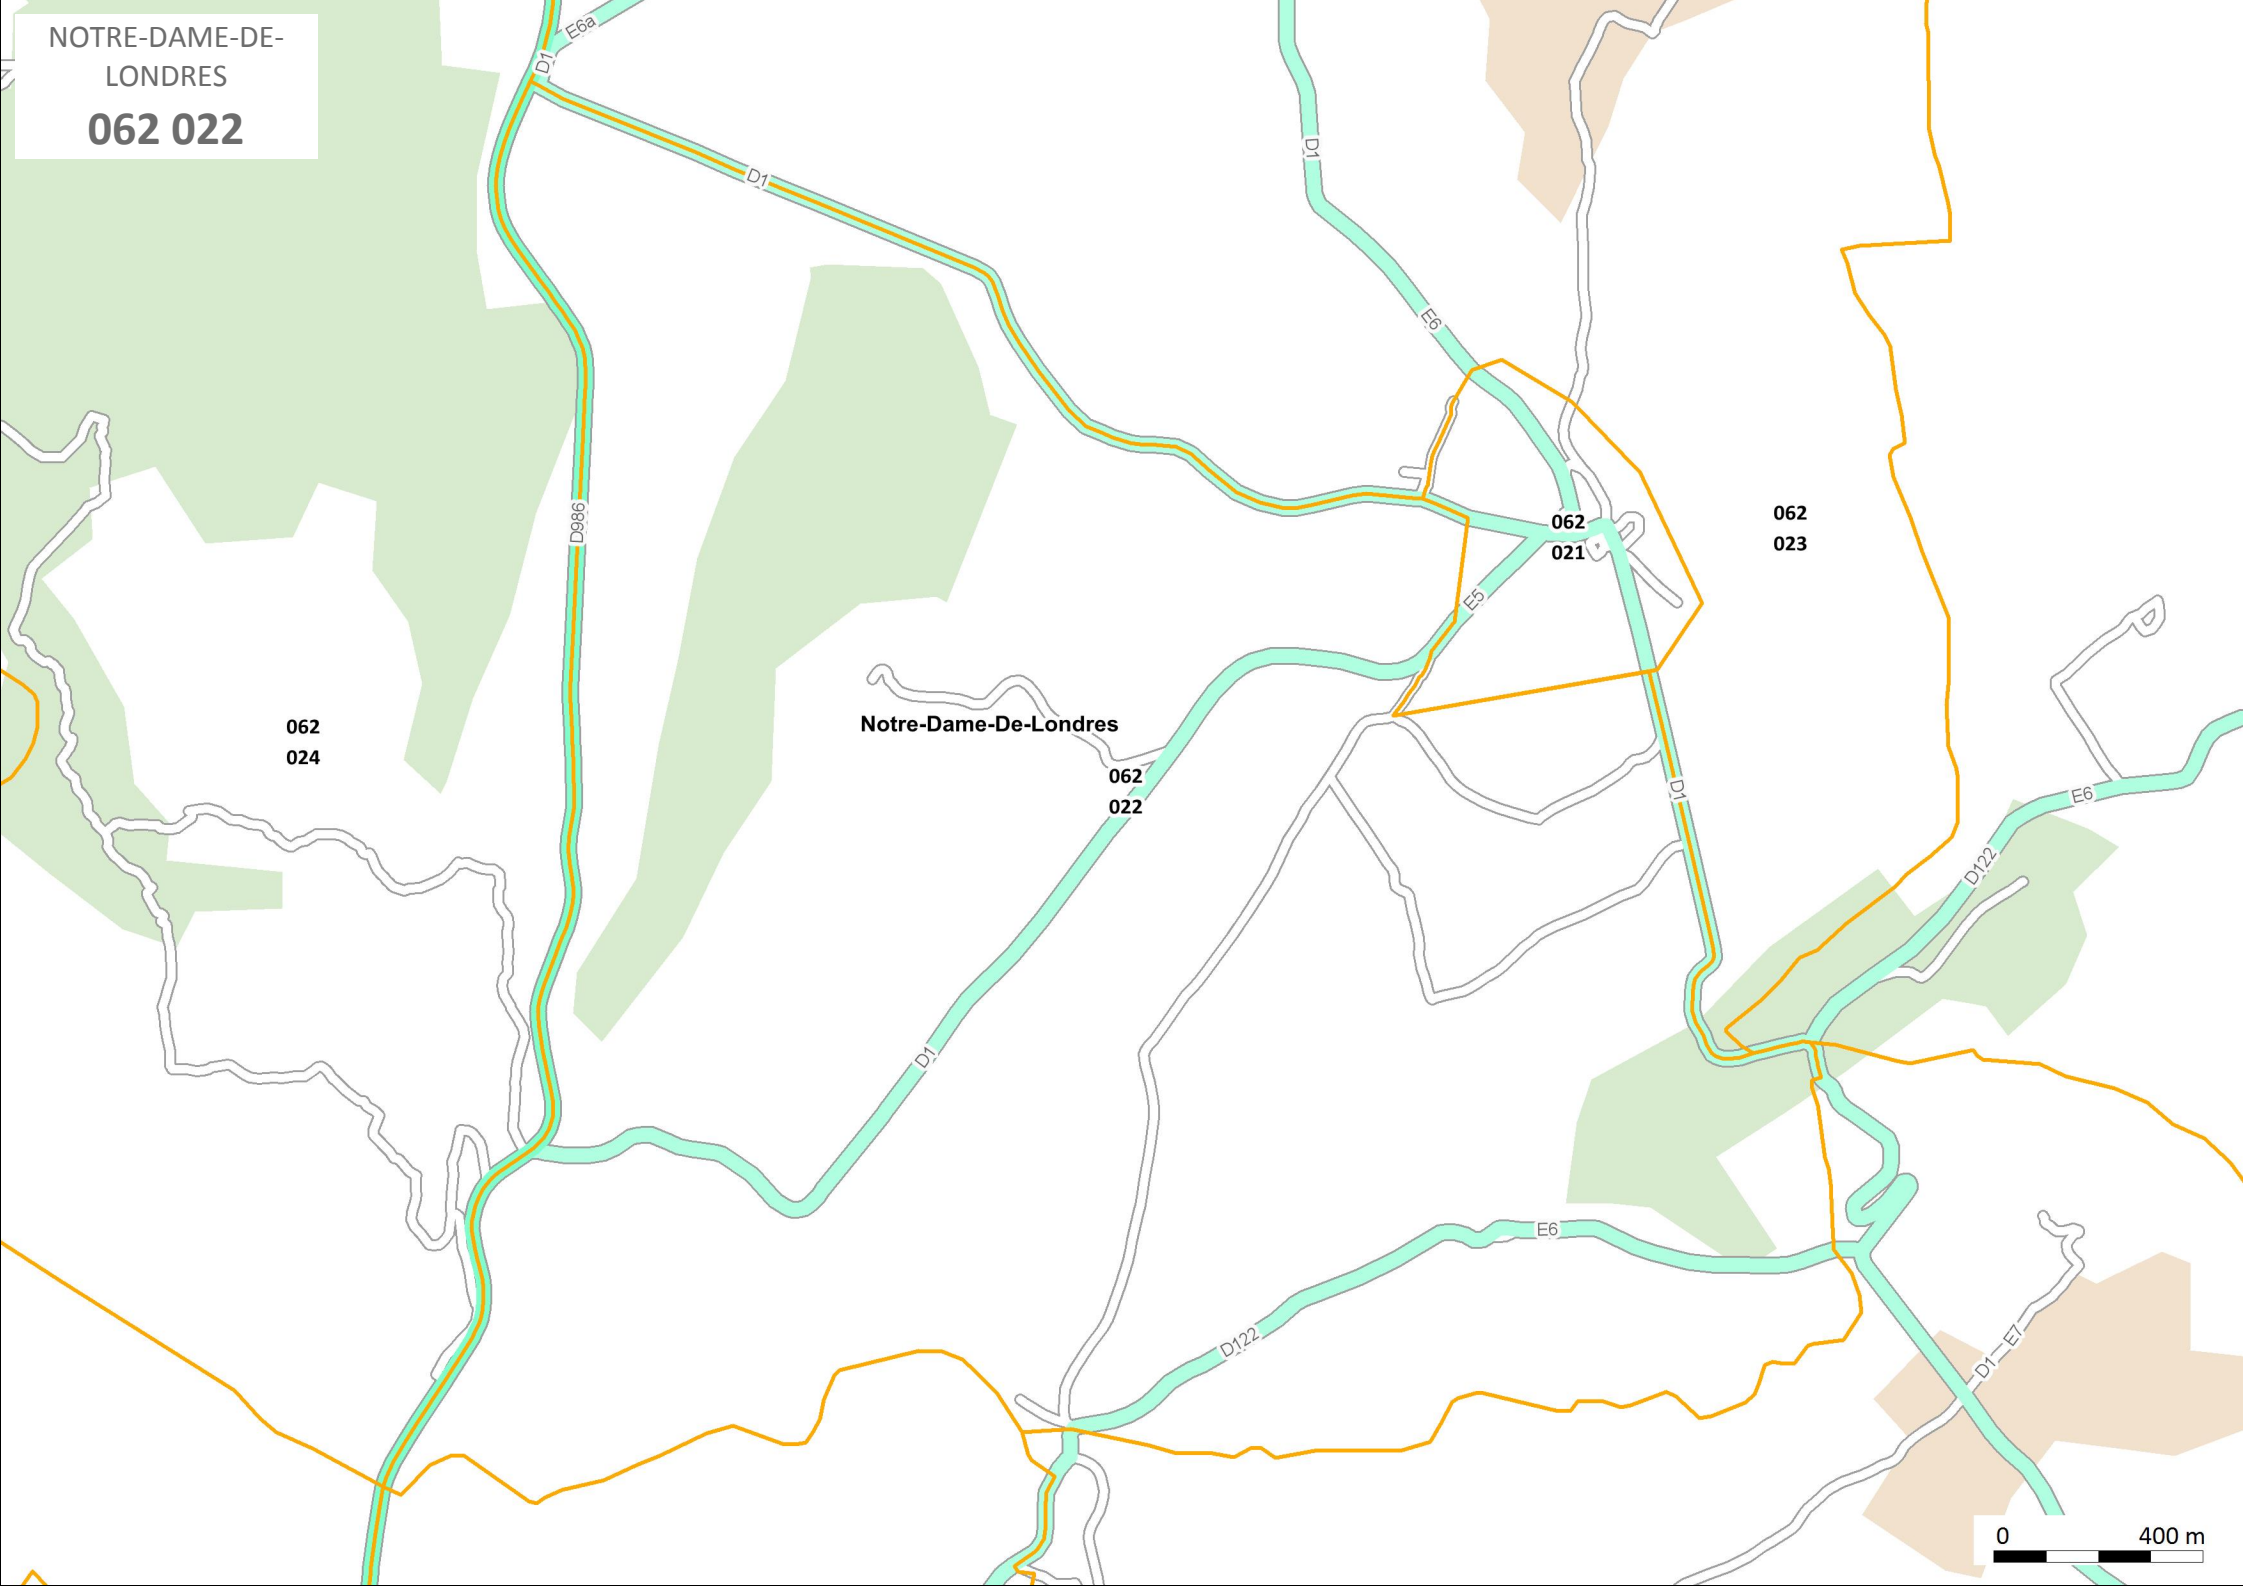 NOTRE-DAME-DE-
LONDRES
062 022
E6a
D1
D1
D1
E6
D986
062
021
062
023
E5
062
024
Notre-Dame-De-Londres
062
022
D1
E6
D122
D1
E6
D122
D1—E7
0 400 m